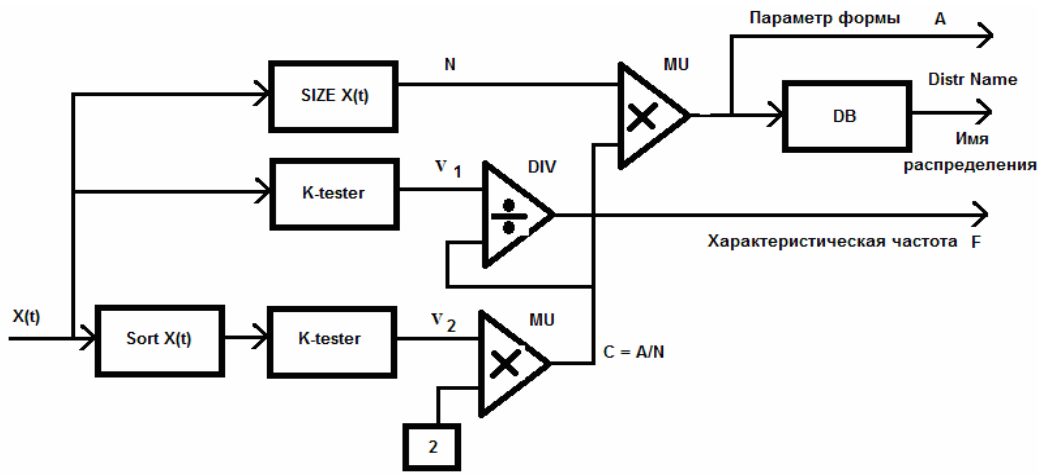 Параметр формы A
N
MU
SIZE X(t)
Distr Name
DB
Имя
распределения
V 1
DIV
K-tester
Характеристическая частота F
X(t)
Sort X(t)
K-tester
V 2
MU
C = A/N
2